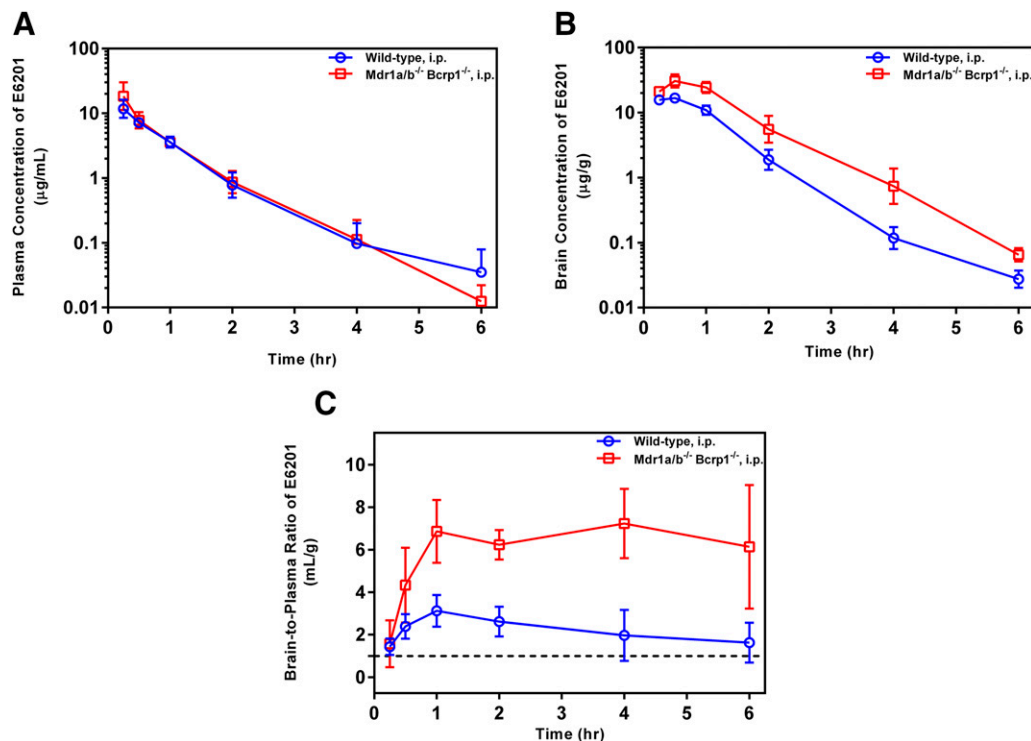 A
Plasma Concentration of E6201
(µg/mL)
100
10
1
0.1
0.01
0
1
2
3
4
5
6
Time (hr)
Wild-type, i.p.
Mdr1a/b-/- Bcrp1-/-, i.p.
B
Brain Concentration of E6201
(µg/g)
100
10
1
0.1
0.01
0
1
2
3
4
5
6
Time (hr)
Wild-type, i.p.
Mdr1a/b-/- Bcrp1-/-, i.p.
C
Brain-to-Plasma Ratio of E6201
(mL/g)
10
8
6
4
2
0
0
1
2
3
4
5
6
Time (hr)
Wild-type, i.p.
Mdr1a/b-/- Bcrp1-/-, i.p.